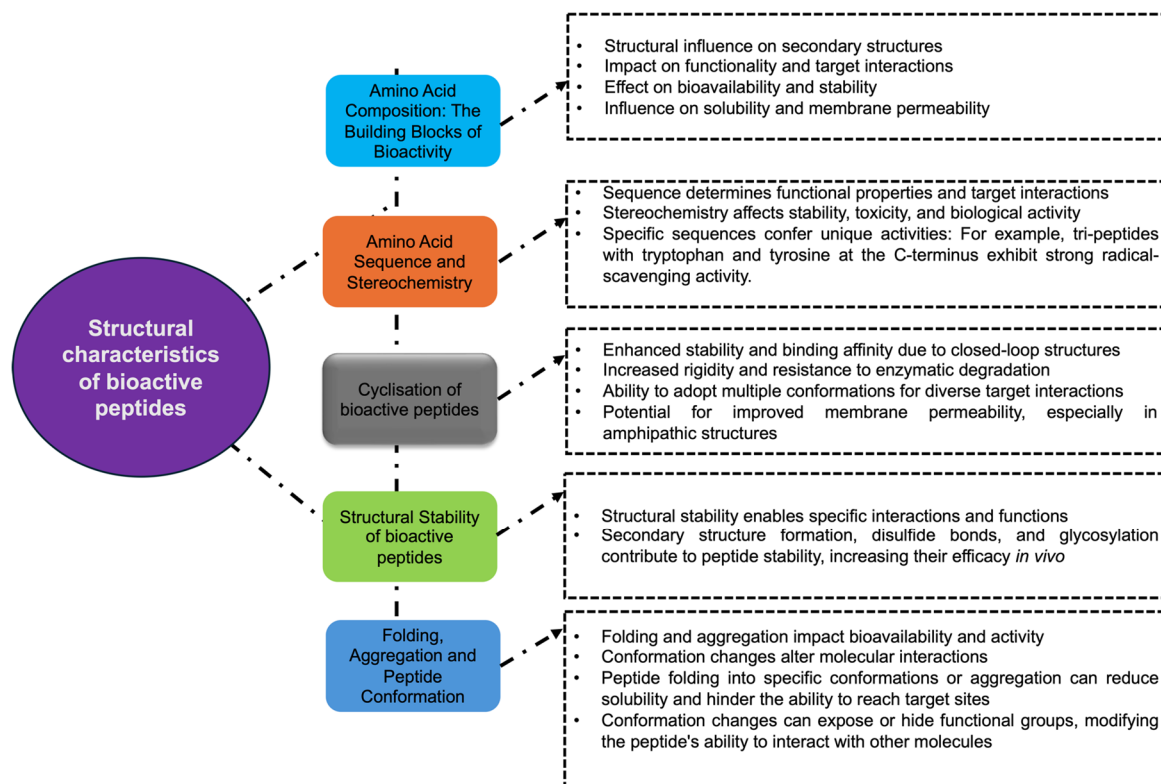 Structural
characteristics
of bioactive
peptides
Amino Acid
Composition: The
Building Blocks of
Bioactivity
• Structural influence on secondary structures
• Impact on functionality and target interactions
• Effect on bioavailability and stability
• Influence on solubility and membrane permeability
Amino Acid
Sequence and
Stereochemistry
• Sequence determines functional properties and target interactions
• Stereochemistry affects stability, toxicity, and biological activity
• Specific sequences confer unique activities: For example, tri-peptides
with tryptophan and tyrosine at the C-terminus exhibit strong radical-
scavenging activity.
Cyclisation of
bioactive peptides
• Enhanced stability and binding affinity due to closed-loop structures
• Increased rigidity and resistance to enzymatic degradation
• Ability to adopt multiple conformations for diverse target interactions
• Potential for improved membrane permeability, especially in
amphipathic structures
Structural Stability
of bioactive
peptides
• Structural stability enables specific interactions and functions
• Secondary structure formation, disulfide bonds, and glycosylation
contribute to peptide stability, increasing their efficacy in vivo
Folding,
Aggregation and
Peptide
Conformation
• Folding and aggregation impact bioavailability and activity
• Conformation changes alter molecular interactions
• Peptide folding into specific conformations or aggregation can reduce
solubility and hinder the ability to reach target sites
• Conformation changes can expose or hide functional groups, modifying
the peptide's ability to interact with other molecules